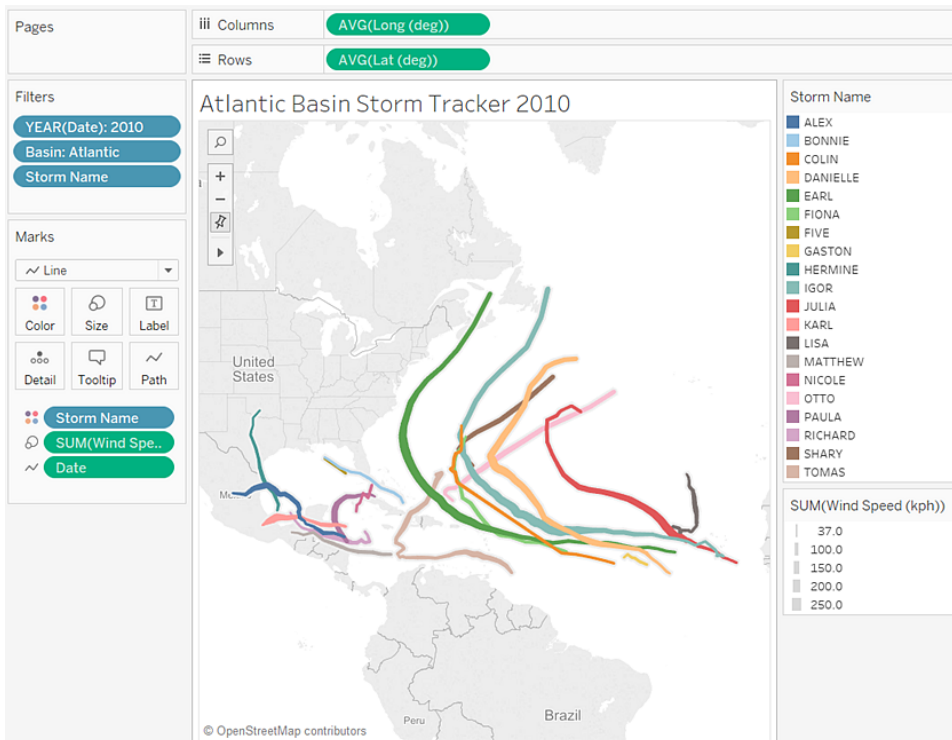 Pages
Columns
AVG(Long (deg))
Rows
AVG(Lat (deg))
Filters
YEAR(Date): 2010
Basin: Atlantic
Storm Name
Marks
Line
Color
Size
Label
Detail
Tooltip
Path
Storm Name
SUM(Wind Spe..
Date
Atlantic Basin Storm Tracker 2010
United
States
Peru
Brazil
© OpenStreetMap contributors
Storm Name
ALEX
BONNIE
COLIN
DANIELLE
EARL
FIONA
FIVE
GASTON
HERMINE
IGOR
JULIA
KARL
LISA
MATTHEW
NICOLE
OTTO
PAULA
RICHARD
SHARY
TOMAS
SUM(Wind Speed (kph))
37.0
100.0
150.0
200.0
250.0